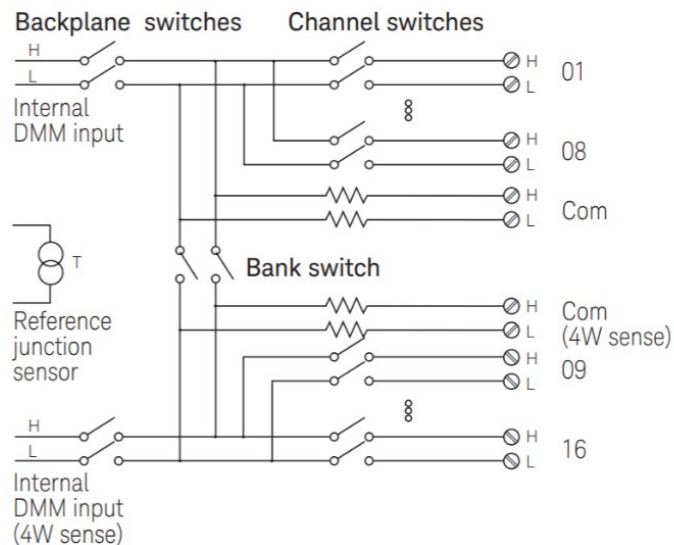 Backplane switches
Channel switches
H
L
Internal
DMM input
H
L
01
H
L
08
H
L
Com
T
Reference
junction
sensor
Bank switch
H
L
Com
(4W sense)
H
L
09
H
L
Internal
DMM input
(4W sense)
H
L
16